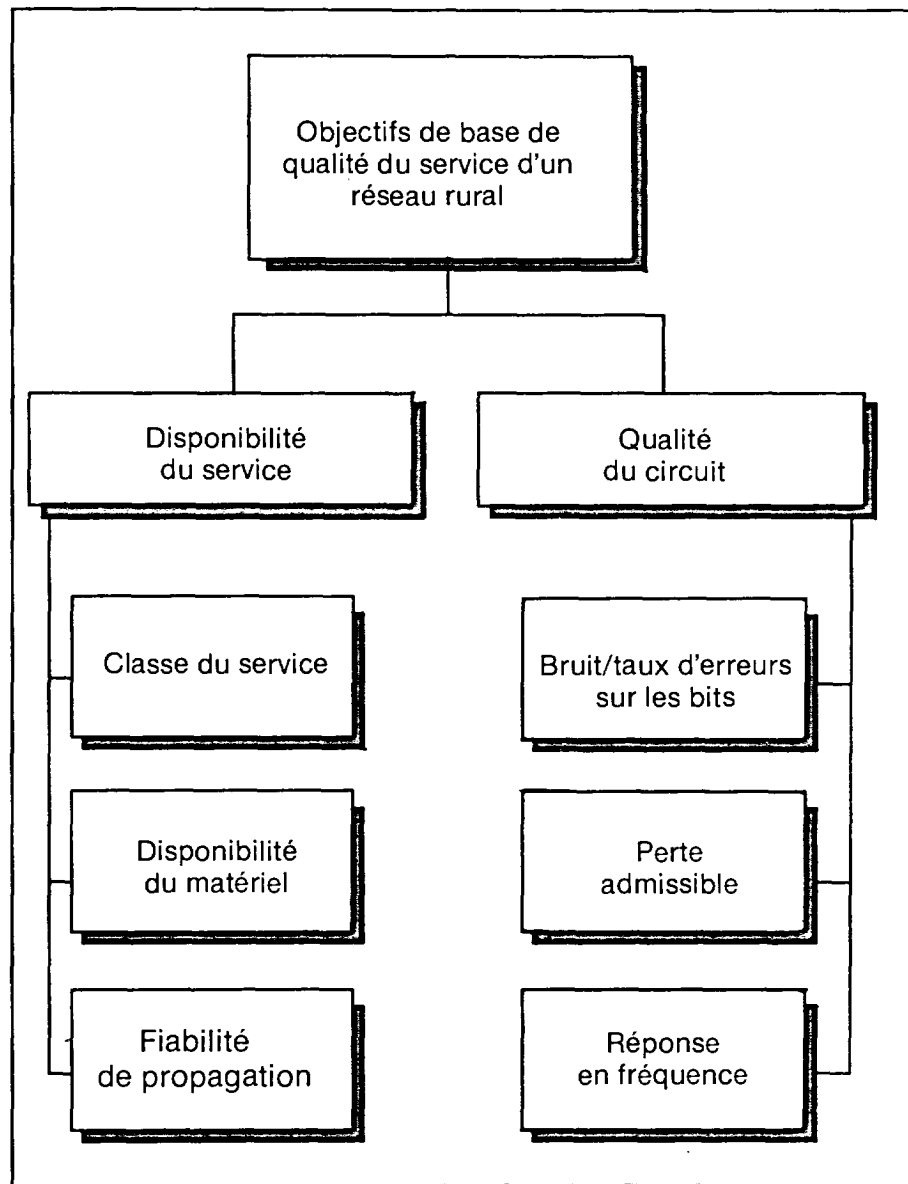 Objectifs de base de
qualité du service d'un
réseau rural
Disponibilité
du service
Qualité
du circuit
Classe du service
Bruit/taux d'erreurs
sur les bits
Disponibilité
du matériel
Perte
admissible
Fiabilité
de propagation
Réponse
en fréquence